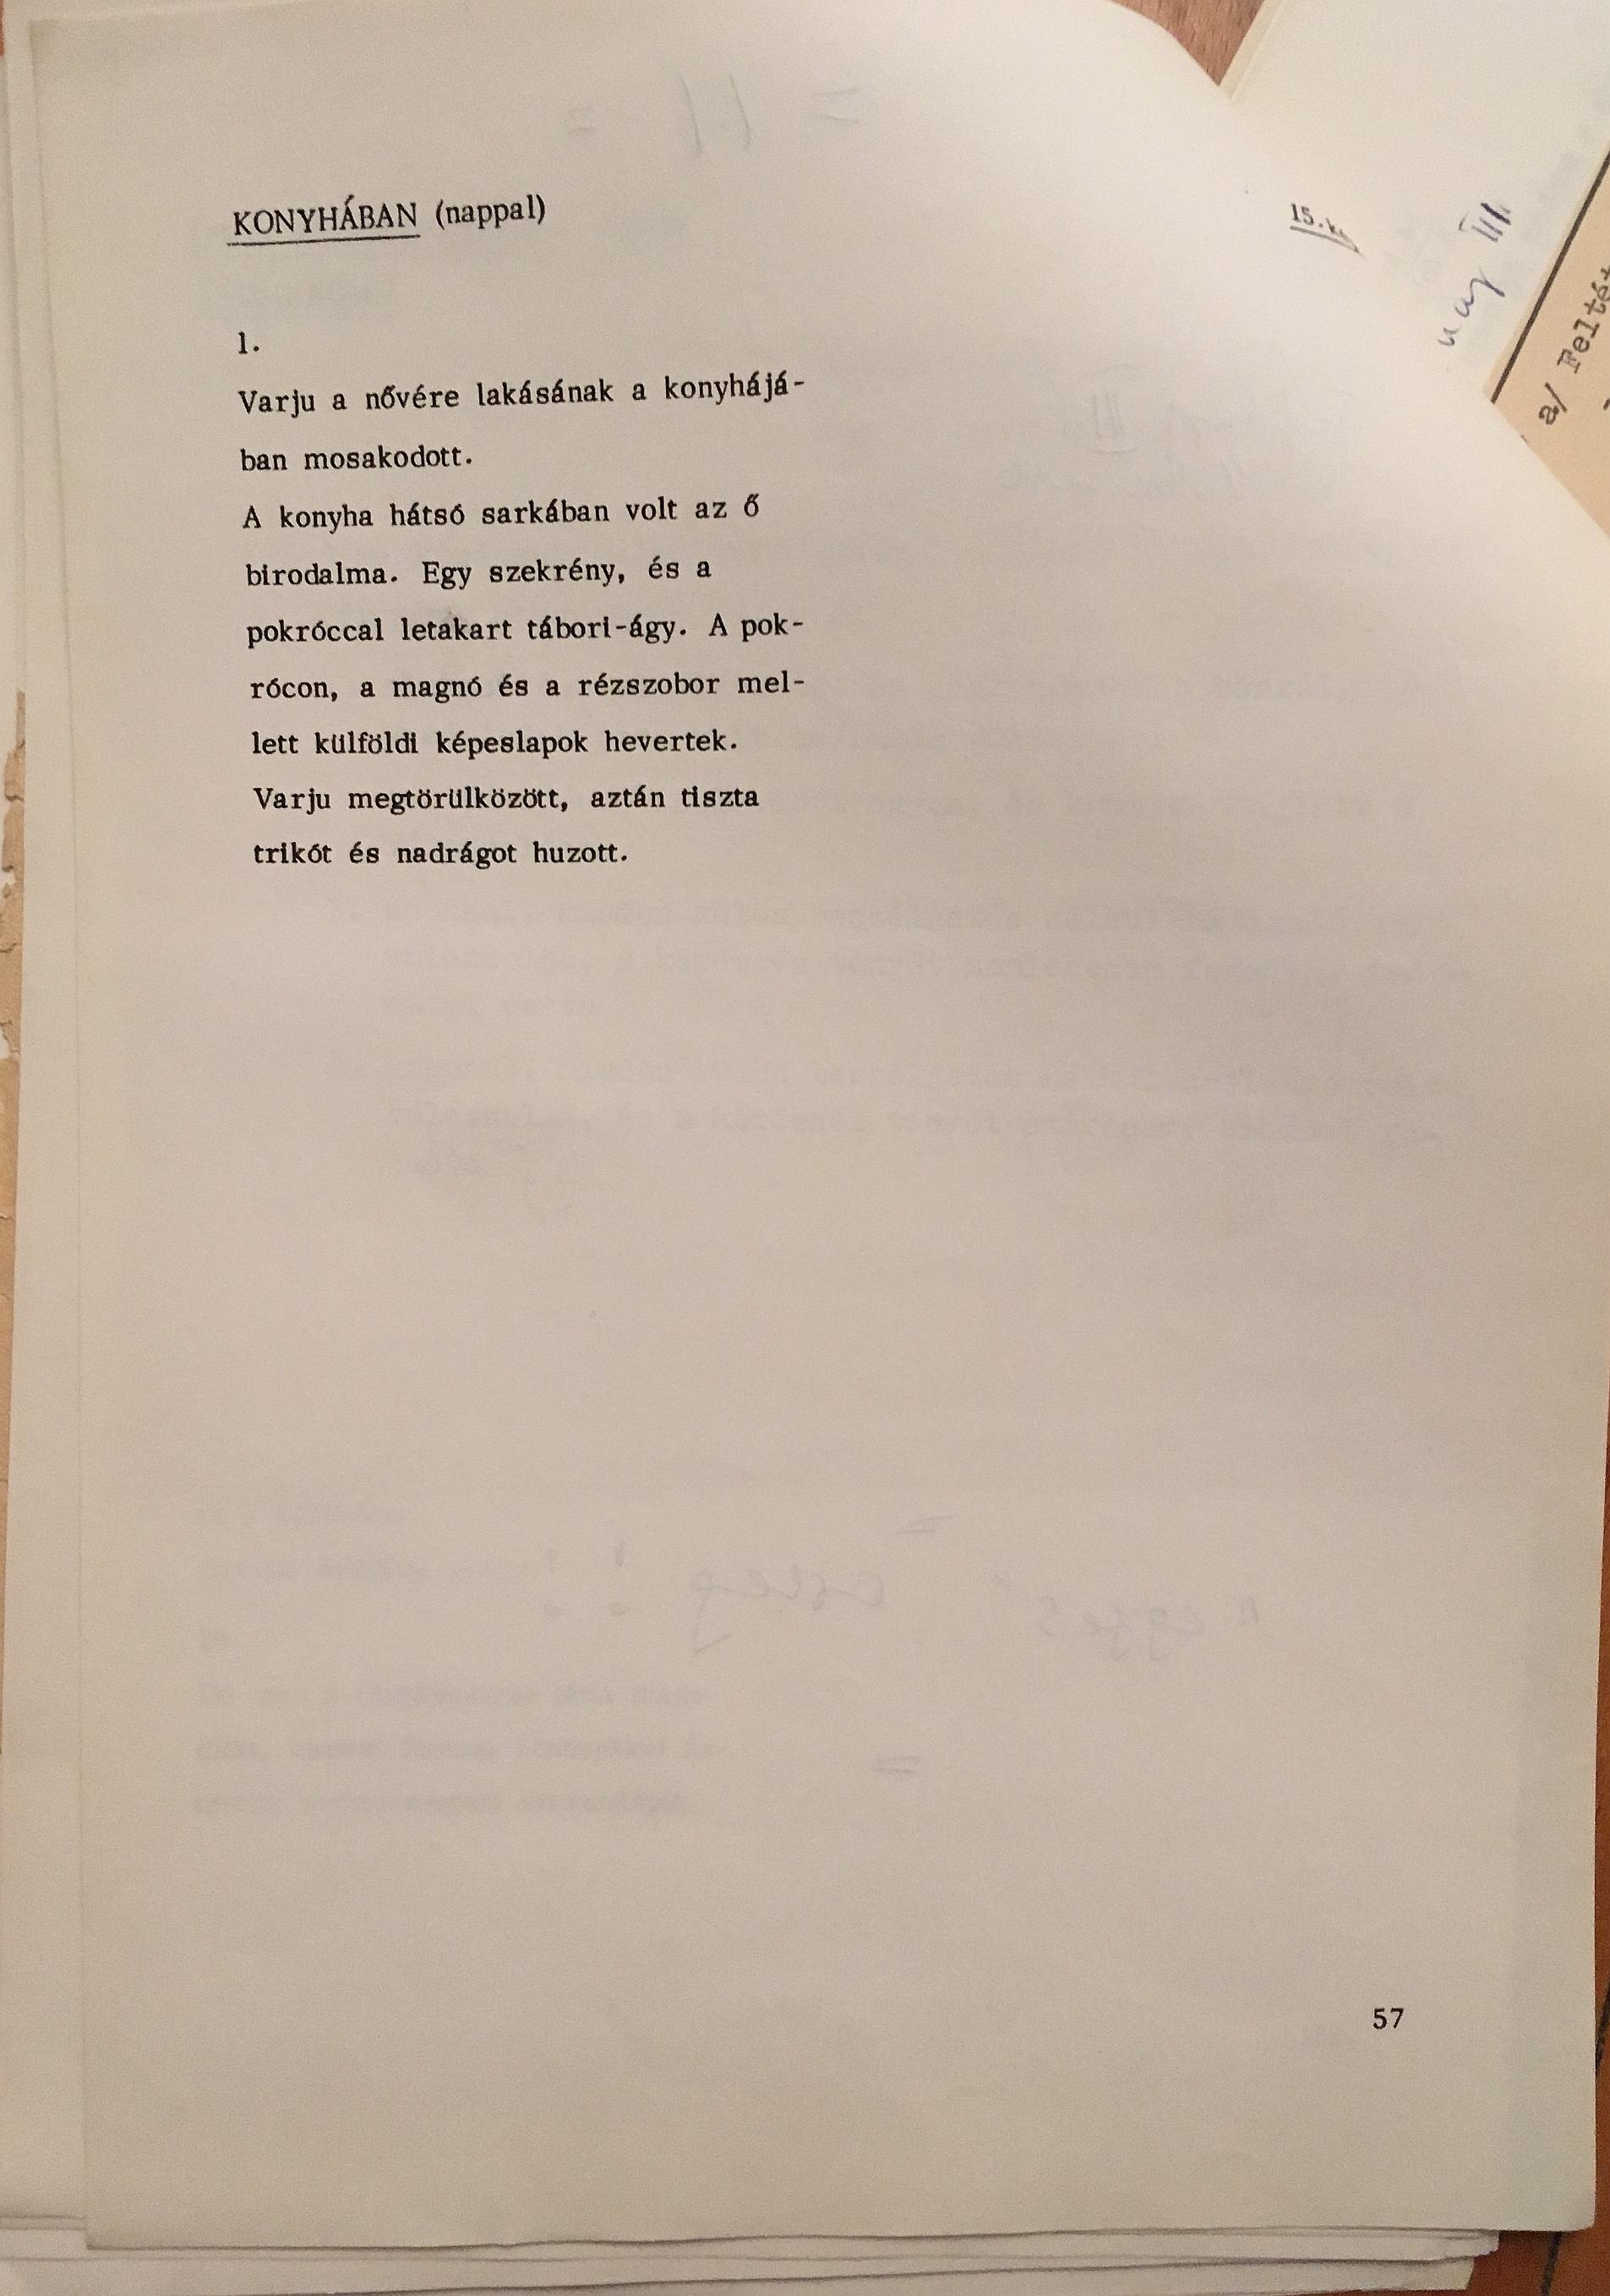 KONYHÁBAN (nappal)
15.k.
1.
Varju a nővére lakásának a konyhájá-
ban mosakodott.
A konyha hátsó sarkában volt az ő
birodalma. Egy szekrény, és a
pokróccal letakart tábori-ágy. A pok-
rócon, a magnó és a rézszobor mel-
lett külföldi képeslapok hevertek.
Varju megtörülközött, aztán tiszta
trikót és nadrágot huzott.
57
III.
a/ Felté